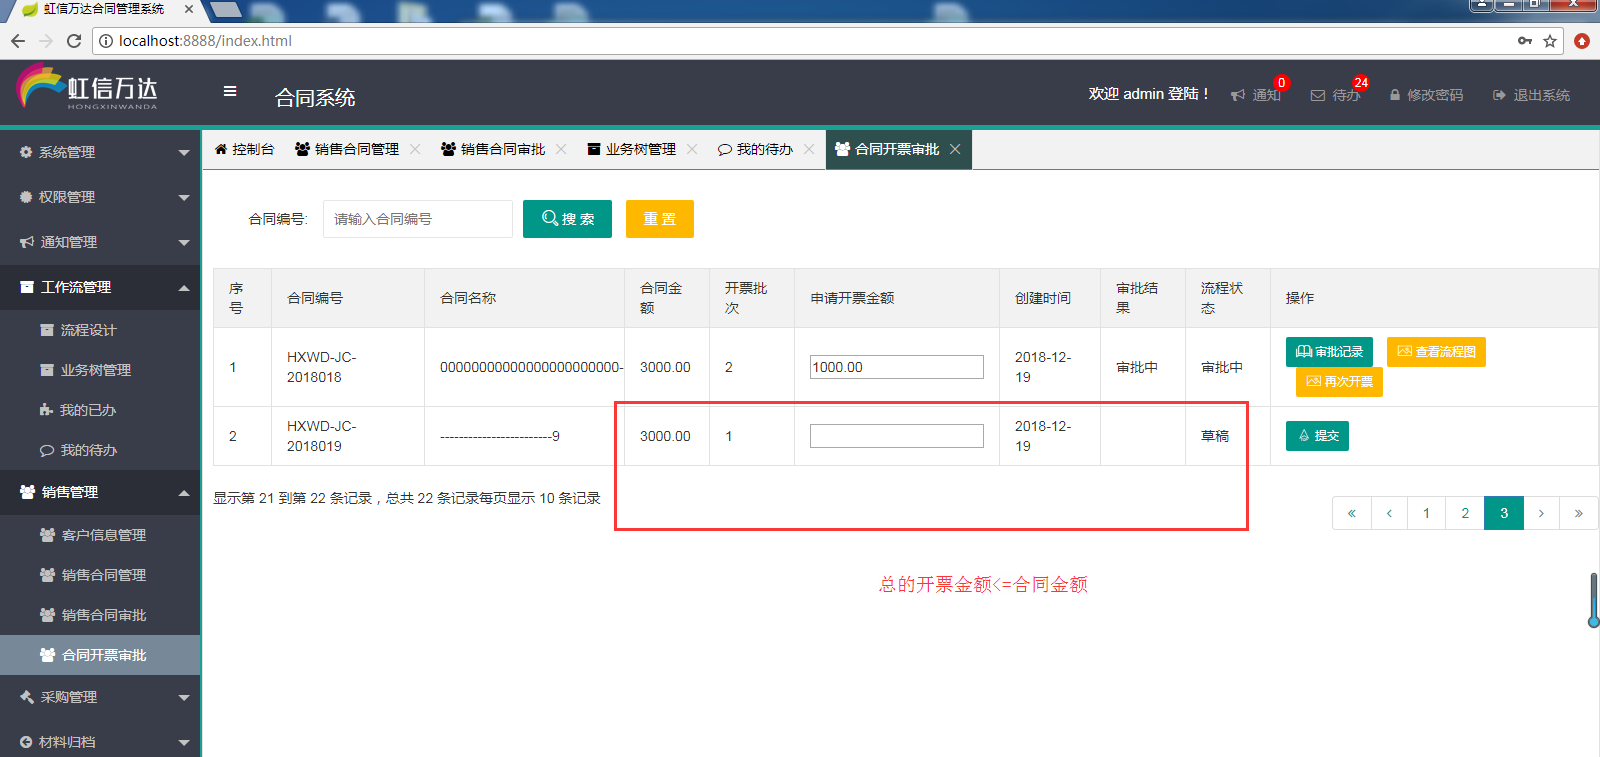 虹信万达合同管理系统
localhost:8888/index.html
虹信万达
HONGXINWANDA
合同系统
欢迎 admin 登陆！
通知
0
待办
24
修改密码
退出系统
系统管理
权限管理
通知管理
工作流管理
流程设计
业务树管理
我的已办
我的待办
销售管理
客户信息管理
销售合同管理
销售合同审批
合同开票审批
采购管理
材料归档
控制台
销售合同管理
销售合同审批
业务树管理
我的待办
合同开票审批
合同编号:
请输入合同编号
搜 索
重 置
序号 合同编号 合同名称 合同金额 开票批次 申请开票金额 创建时间 审批结果 流程状态 操作
1 HXWD-JC-2018018 00000000000000000000000- 3000.00 2 1000.00 2018-12-19 审批中 审批中 审批记录 查看流程图 再次开票
2 HXWD-JC-2018019 ------------------------9 3000.00 1 2018-12-19 草稿 提交
显示第 21 到第 22 条记录，总共 22 条记录每页显示 10 条记录
« ‹ 1 2 3 › »
总的开票金额<=合同金额